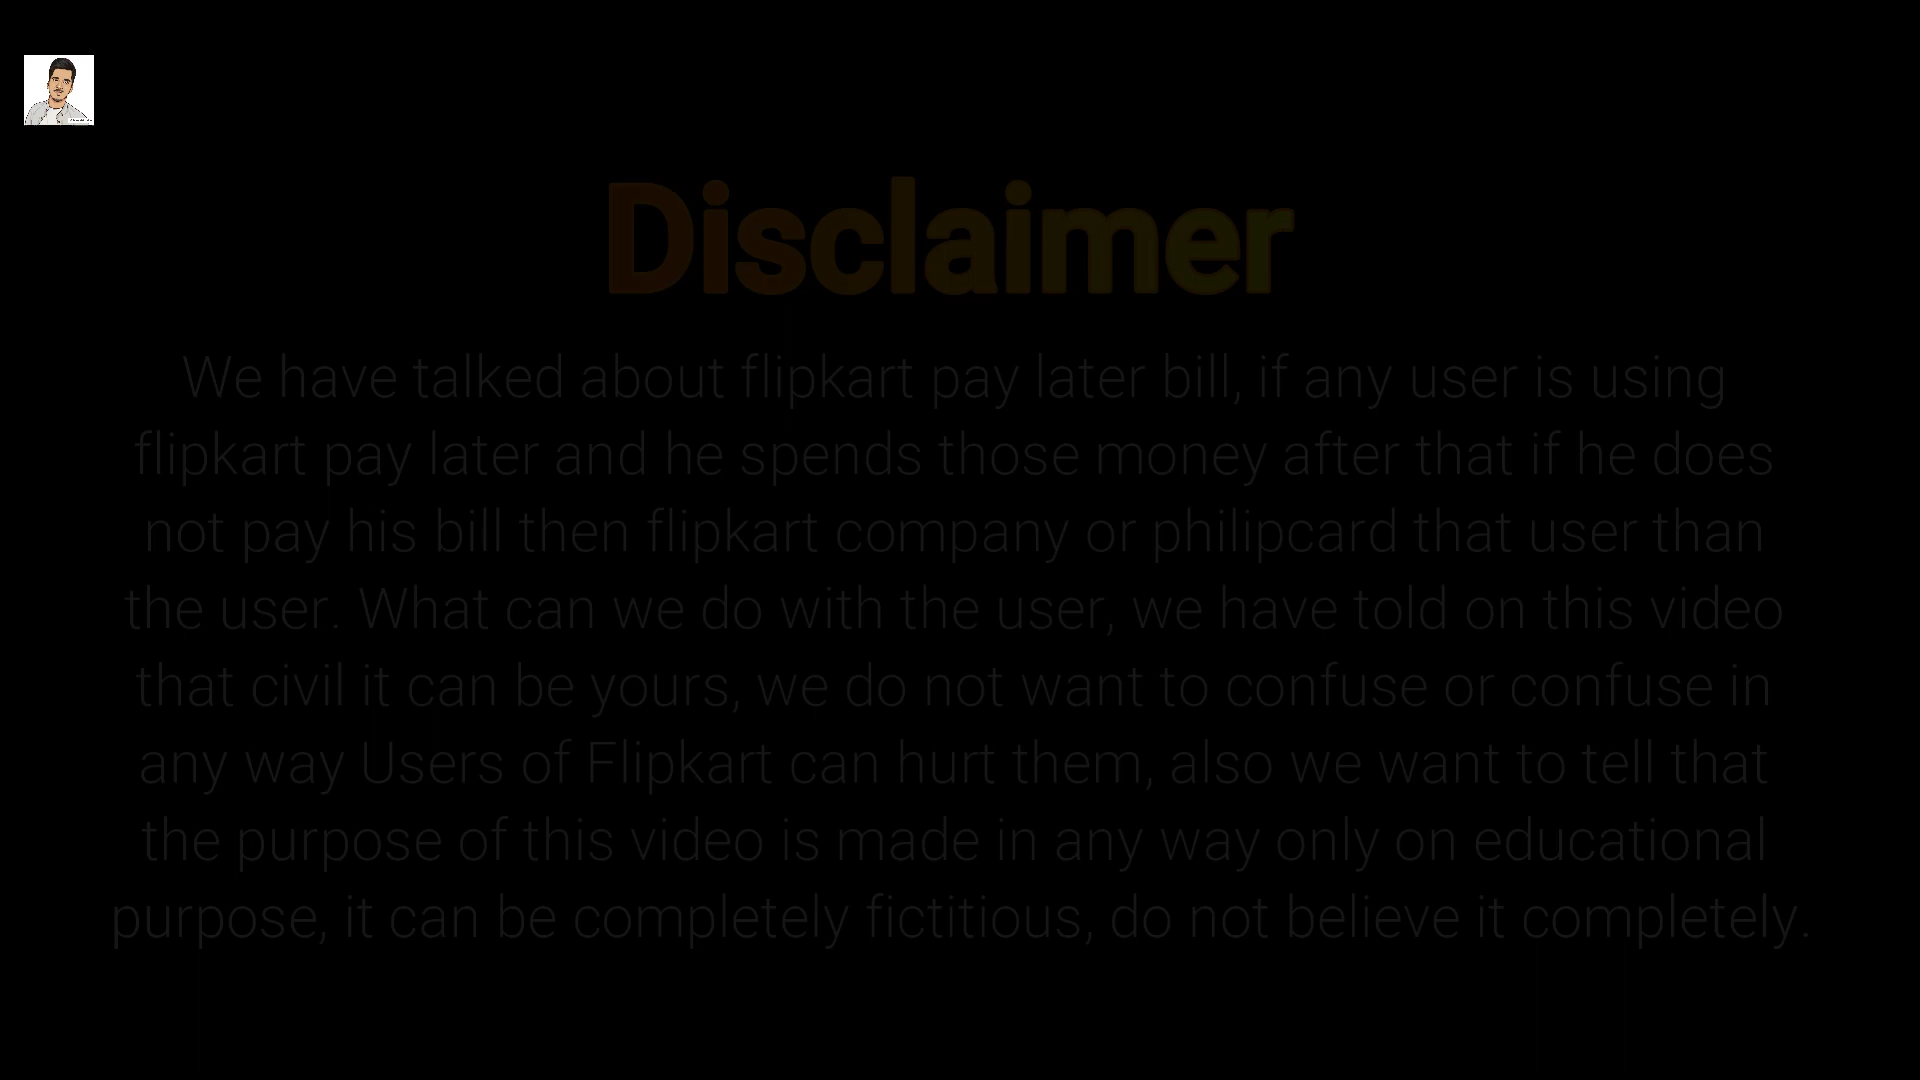 Disclaimer
We have talked about flipkart pay later bill, if any user is using
flipkart pay later and he spends those money after that if he does
not pay his bill then flipkart company or philipcard that user than
the user. What can we do with the user, we have told on this video
that civil it can be yours, we do not want to confuse or confuse in
any way Users of Flipkart can hurt them, also we want to tell that
the purpose of this video is made in any way only on educational
purpose, it can be completely fictitious, do not believe it completely.